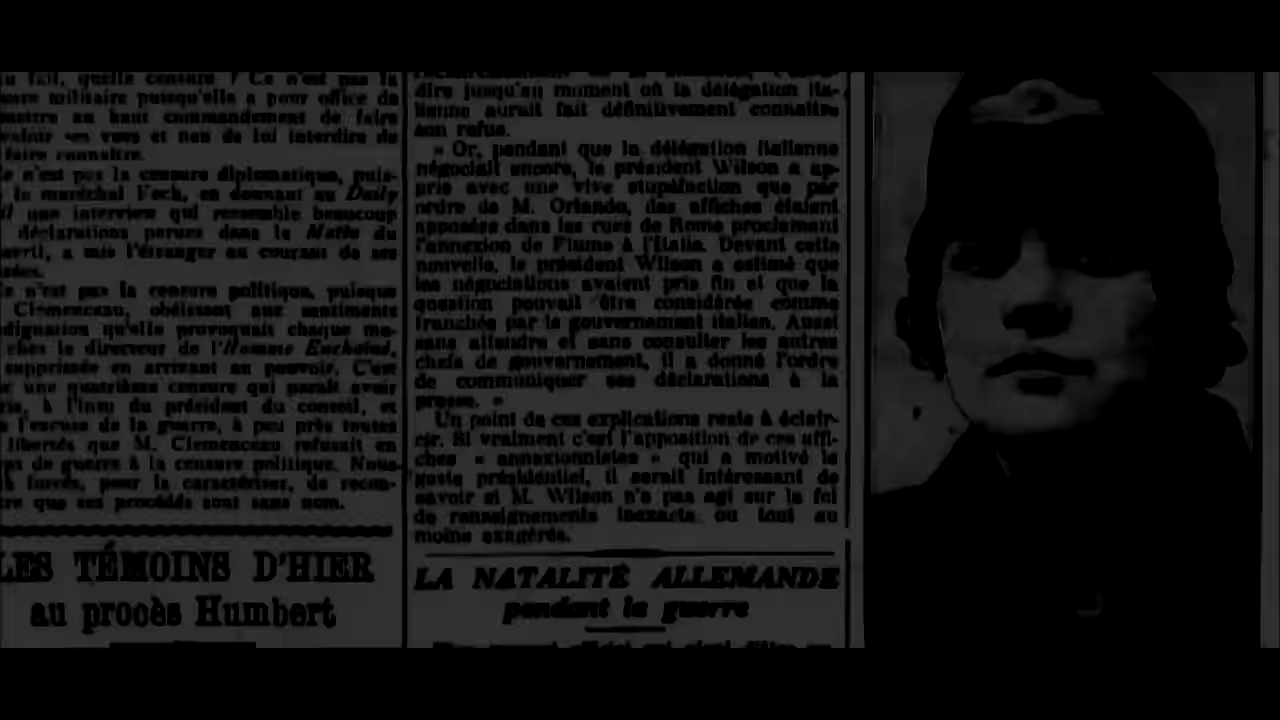 fait, quelle censure ? Ce n'est pas la
militaire puisqu'elle a pour office de
mettre au haut commandement de faire
valoir ses vues et non de lui interdire de
faire connaître.
n'est pas la censure diplomatique, puis-
le maréchal Foch, en donnant au Daily
une interview qui ressemble beaucoup
déclarations parues dans le Matin du
avril, a mis l'étranger au courant de ses
n'est pas la censure politique, puisque
Clemenceau, obéissant aux sentiments
qu'elle provoquait chaque ma-
chez le directeur de l'Homme Enchaîné,
supprimée en arrivant au pouvoir. C'est
une quatrième censure qui paraît avoir
à l'insu du président du conseil, et
l'excuse de la guerre, à peu près toutes
libertés que M. Clemenceau refusait en
de guerre à la censure politique. Nous
forcés, pour la caractériser, de recon-
que ses procédés sont sans nom.
LES TÉMOINS D'HIER
au procès Humbert
dire jusqu'au moment où la délégation ita-
lienne aurait fait définitivement connaître
son refus.
« Or, pendant que la délégation italienne
négociait encore, le président Wilson a ap-
pris avec une vive stupéfaction que par
ordre de M. Orlando, des affiches étaient
apposées dans les rues de Rome proclamant
l'annexion de Fiume à l'Italie. Devant cette
nouvelle, le président Wilson a estimé que
les négociations avaient pris fin et que la
question pouvait être considérée comme
tranchée par le gouvernement italien. Aussi
sans attendre et sans consulter les autres
chefs de gouvernement, il a donné l'ordre
de communiquer ses déclarations à la
presse. »
Un point de ces explications reste à éclair-
cir. Si vraiment c'est l'apposition de ces affi-
ches « annexionnistes » qui a motivé le
geste présidentiel, il serait intéressant de
savoir si M. Wilson n'a pas agi sur la foi
de renseignements inexacts ou tout au
moins exagérés.
LA NATALITÉ ALLEMANDE
pendant la guerre